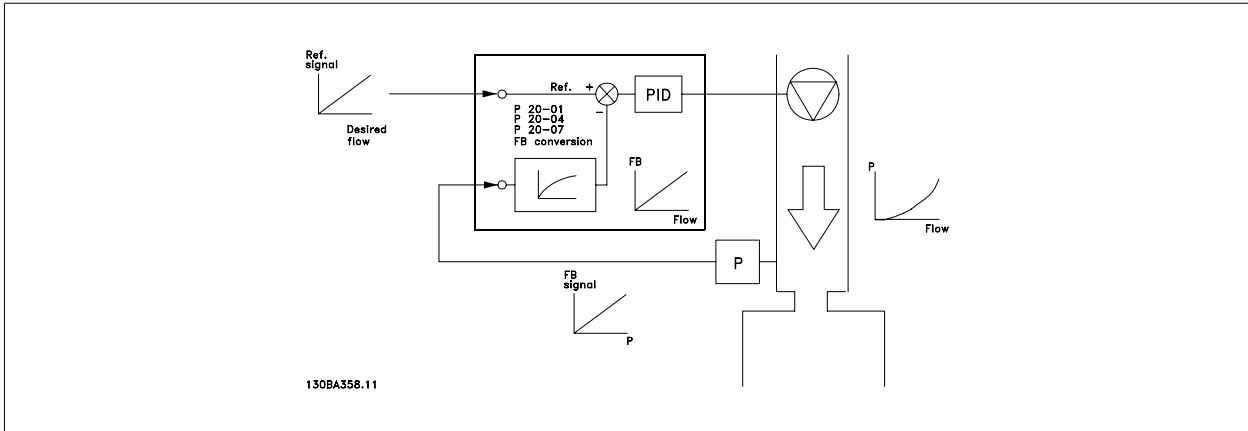 Ref.
signal
Desired
flow
Ref. +
–
PID
P 20-01
P 20-04
P 20-07
FB conversion
FB
Flow
P
Flow
P
FB
signal
P
130BA358.11